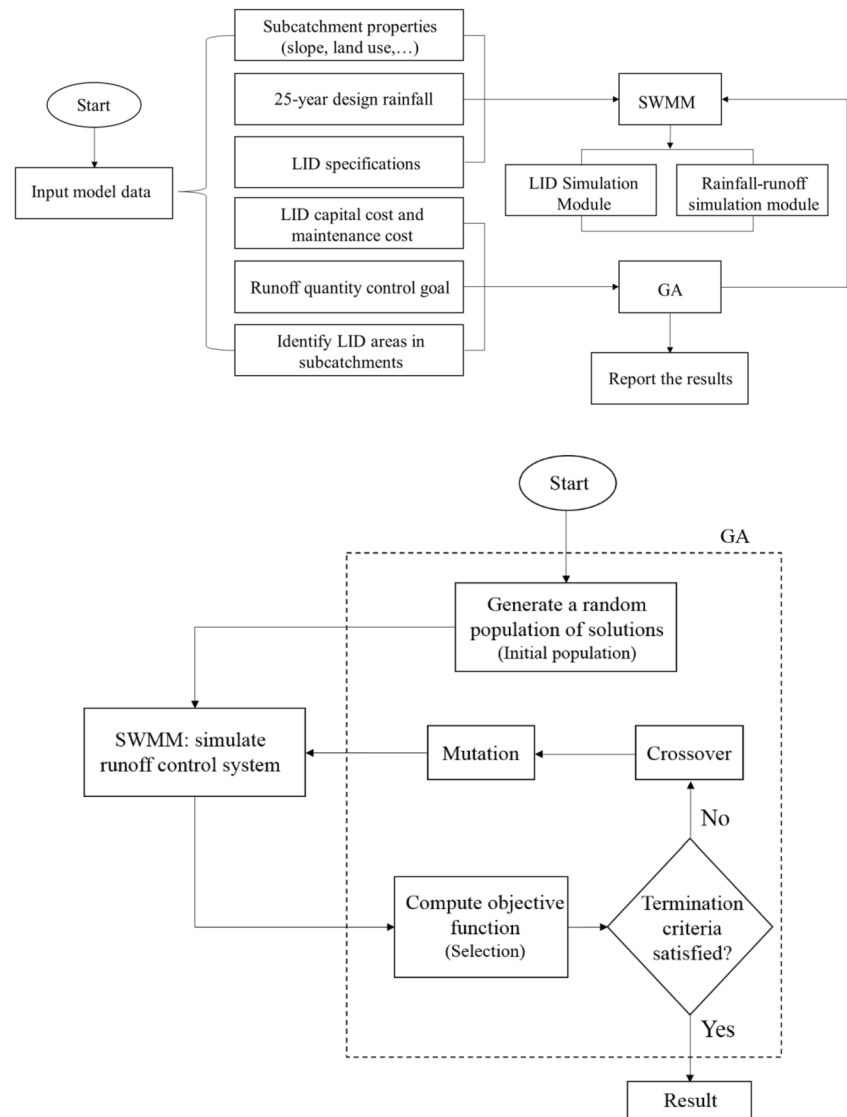 Subcatchment properties
(slope, land use,…)
Start
25-year design rainfall
SWMM
Input model data
LID specifications
LID Simulation
Module
Rainfall-runoff
simulation module
LID capital cost and
maintenance cost
Runoff quantity control goal
GA
Identify LID areas in
subcatchments
Report the results
Start
GA
Generate a random
population of solutions
(Initial population)
SWMM: simulate
runoff control system
Mutation
Crossover
No
Compute objective
function
(Selection)
Termination
criteria
satisfied?
Yes
Result